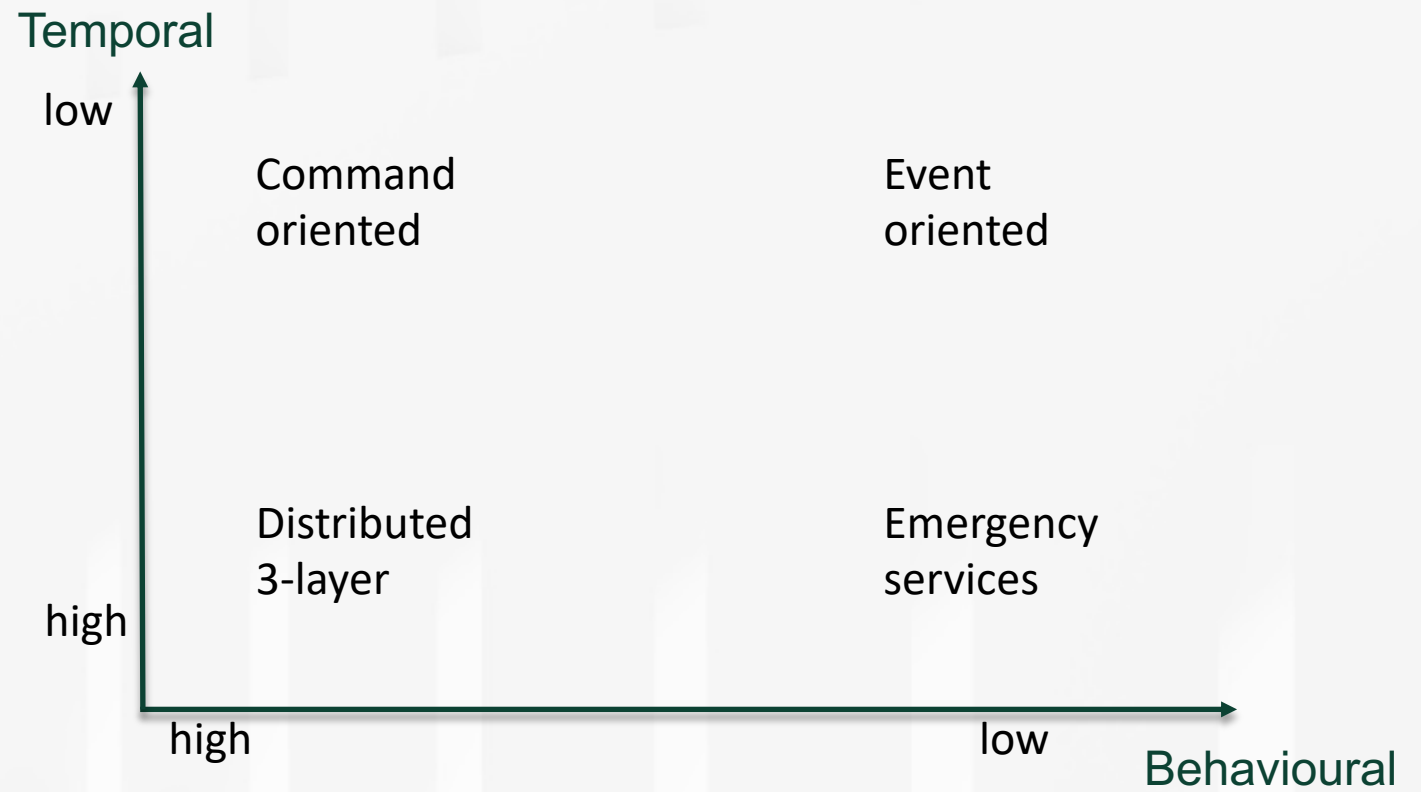 Temporal
low
Command
oriented
Event
oriented
Distributed
3-layer
Emergency
services
high
high
low
Behavioural